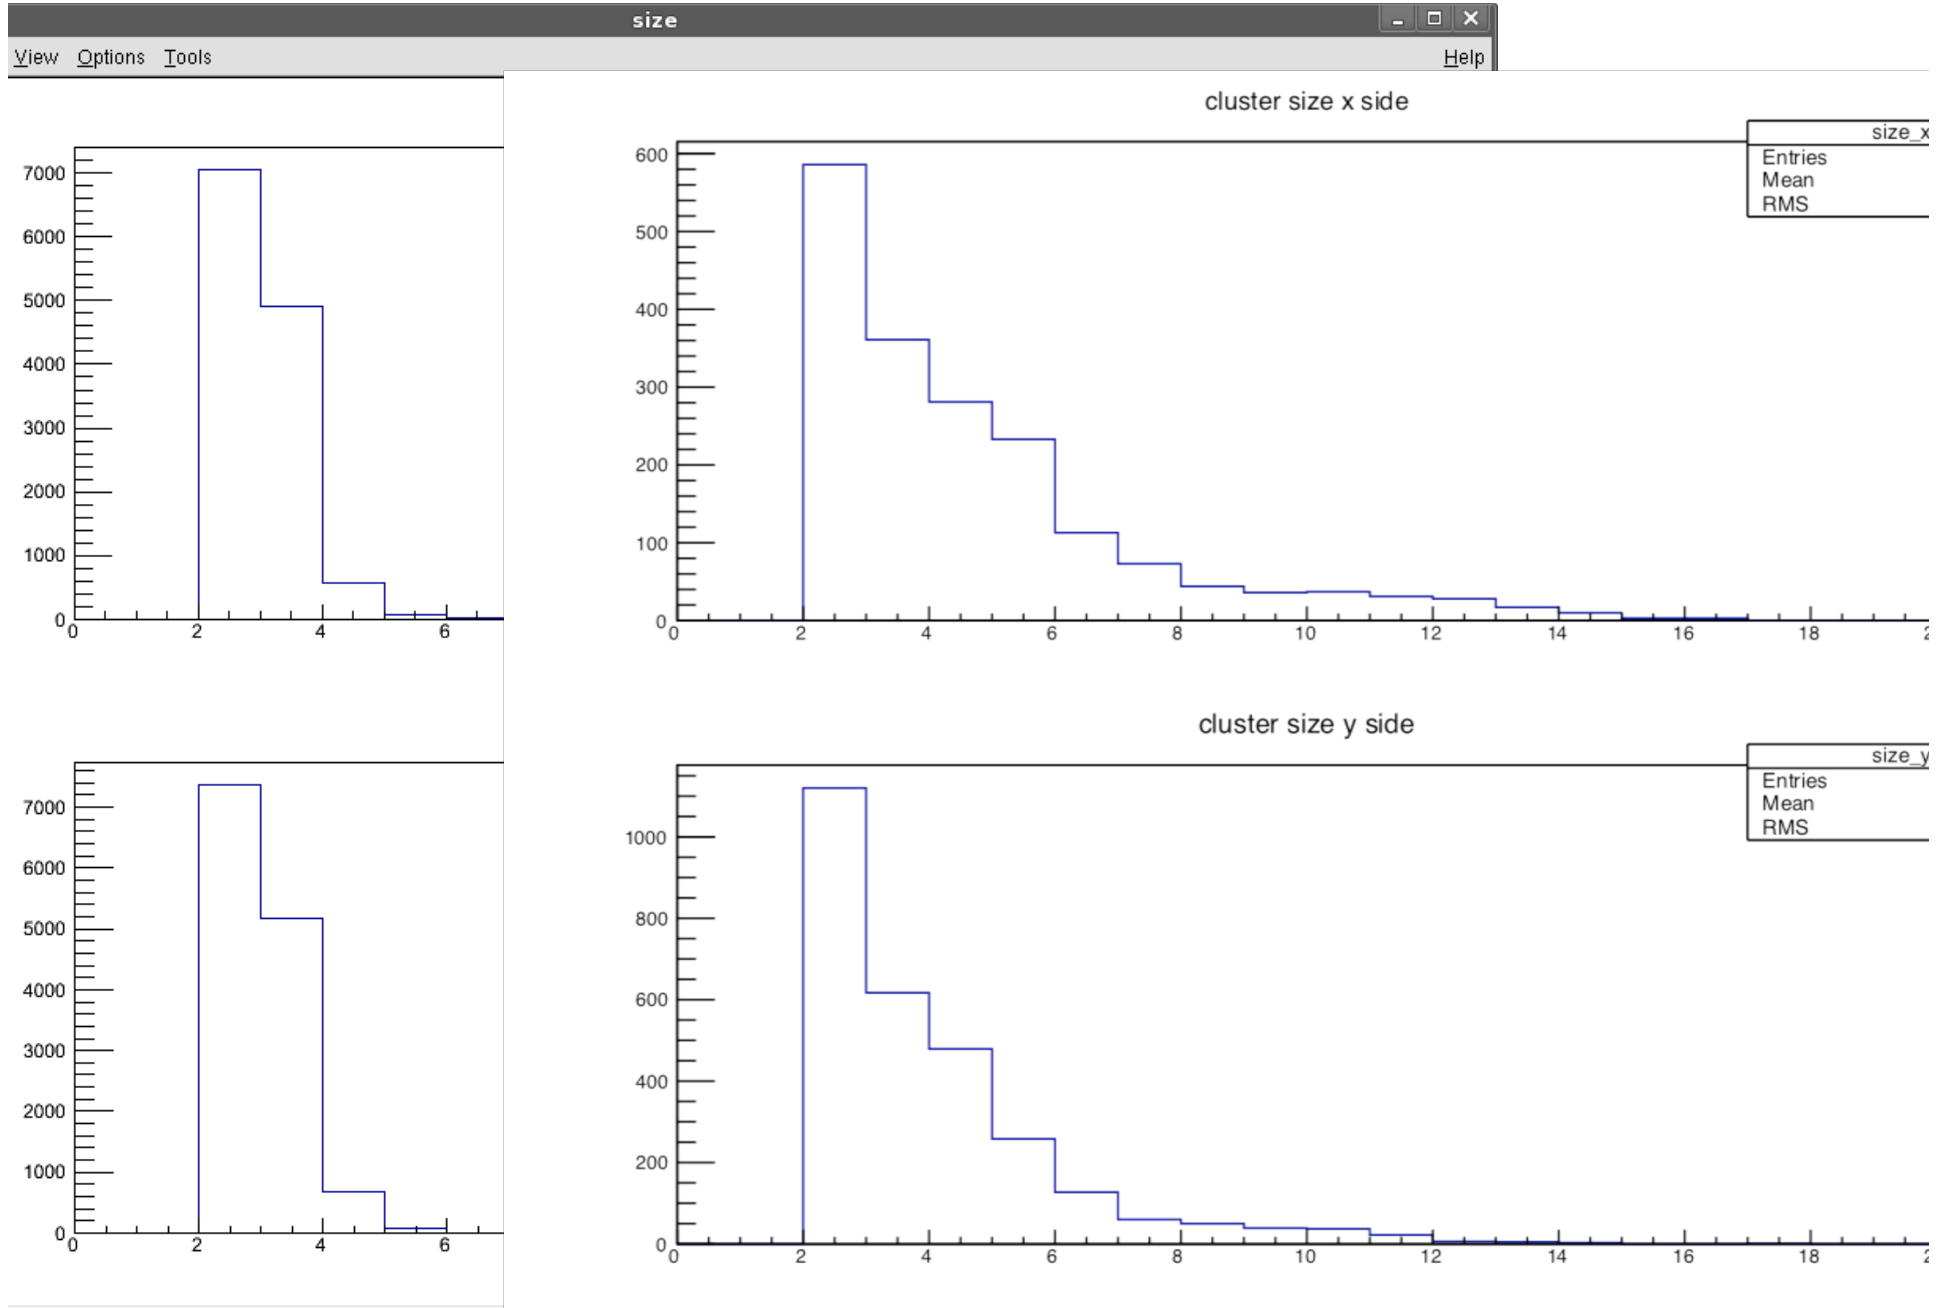 size
View Options Tools Help
7000
6000
5000
4000
3000
2000
1000
0
0 2 4 6
7000
6000
5000
4000
3000
2000
1000
0
0 2 4 6
cluster size x side
size_x
Entries
Mean
RMS
600
500
400
300
200
100
0
0 2 4 6 8 10 12 14 16 18
cluster size y side
size_y
Entries
Mean
RMS
1000
800
600
400
200
0
0 2 4 6 8 10 12 14 16 18